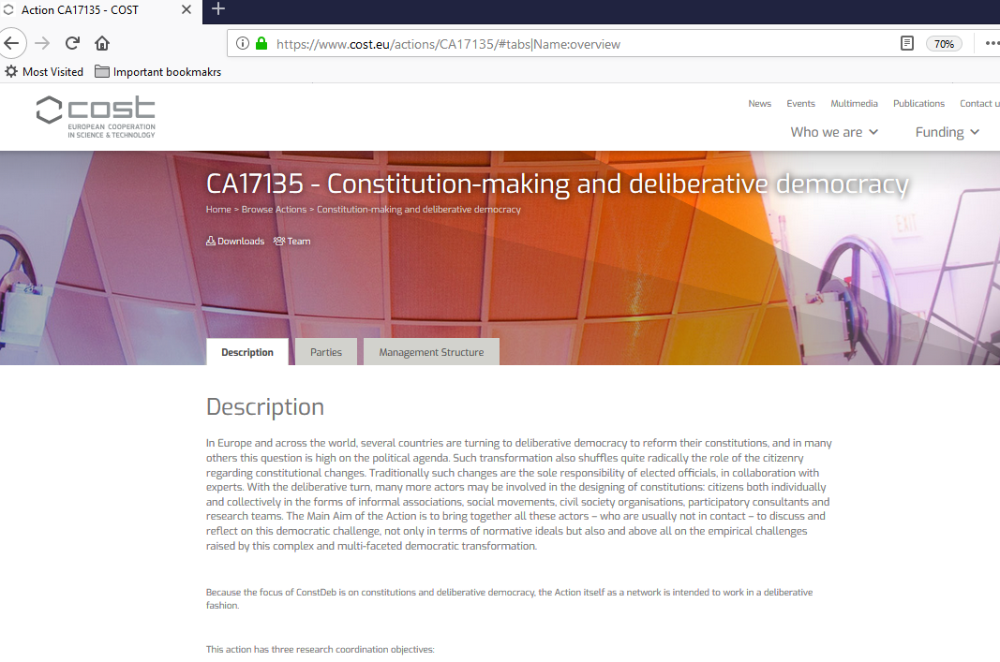 Action CA17135 - COST
https://www.cost.eu/actions/CA17135/#tabs|Name:overview
70%
Most Visited
Important bookmakrs
cost
EUROPEAN COOPERATION
IN SCIENCE & TECHNOLOGY
News
Events
Multimedia
Publications
Contact u
Who we are
Funding
CA17135 - Constitution-making and deliberative democracy
Home > Browse Actions > Constitution-making and deliberative democracy
Downloads
Team
EXIT
Description
Parties
Management Structure
Description
In Europe and across the world, several countries are turning to deliberative democracy to reform their constitutions, and in many
others this question is high on the political agenda. Such transformation also shuffles quite radically the role of the citizenry
regarding constitutional changes. Traditionally such changes are the sole responsibility of elected officials, in collaboration with
experts. With the deliberative turn, many more actors may be involved in the designing of constitutions: citizens both individually
and collectively in the forms of informal associations, social movements, civil society organisations, participatory consultants and
research teams. The Main Aim of the Action is to bring together all these actors – who are usually not in contact – to discuss and
reflect on this democratic challenge, not only in terms of normative ideals but also and above all on the empirical challenges
raised by this complex and multi-faceted democratic transformation.
Because the focus of ConstDeb is on constitutions and deliberative democracy, the Action itself as a network is intended to work in a deliberative
fashion.
This action has three research coordination objectives: